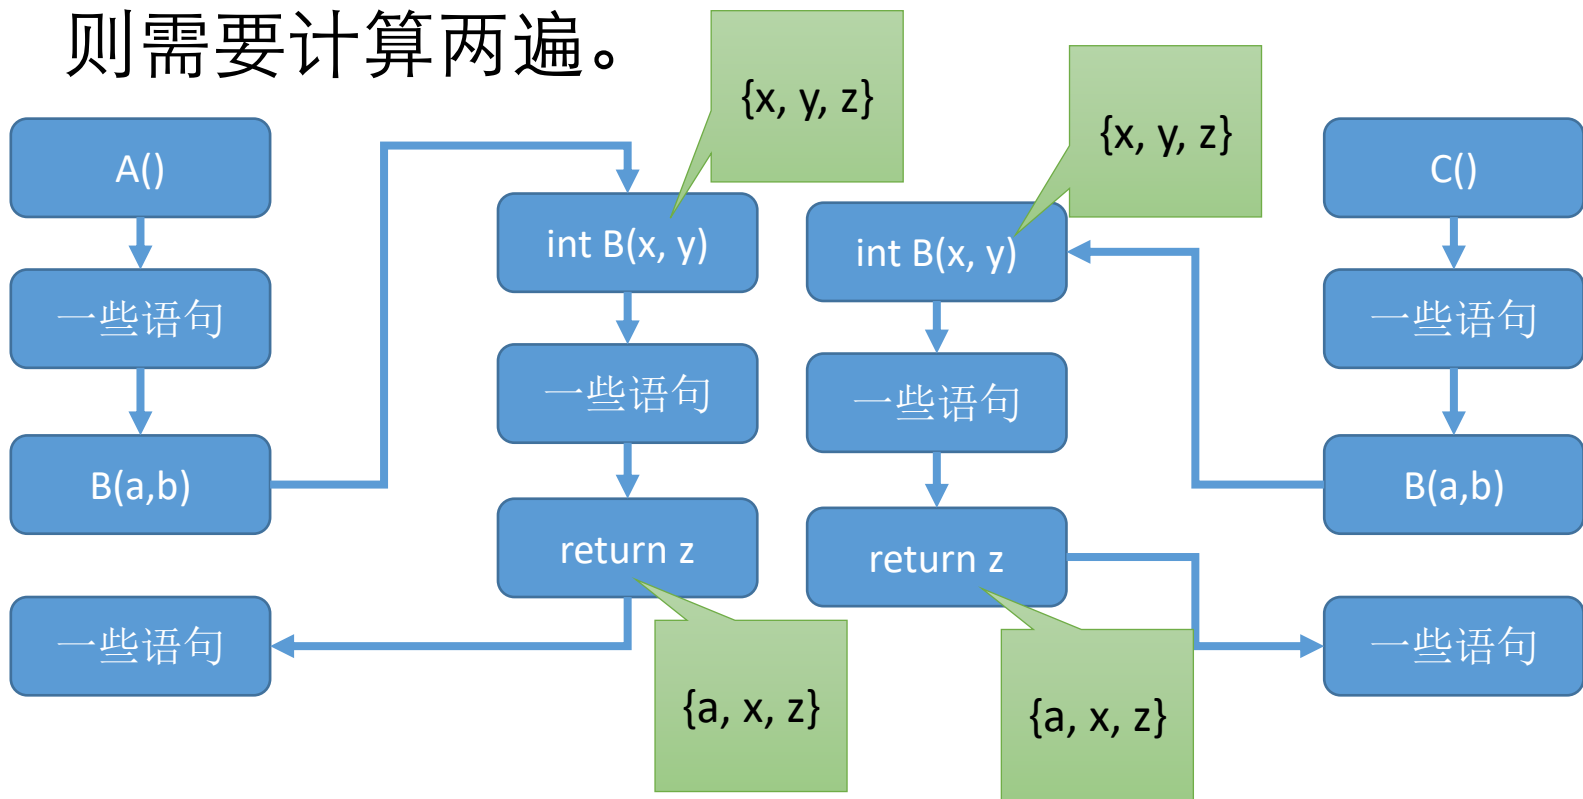 则需要计算两遍。
{x, y, z}
{x, y, z}
A()
一些语句
B(a,b)
一些语句
int B(x, y)
一些语句
return z
{a, x, z}
int B(x, y)
一些语句
return z
{a, x, z}
C()
一些语句
B(a,b)
一些语句